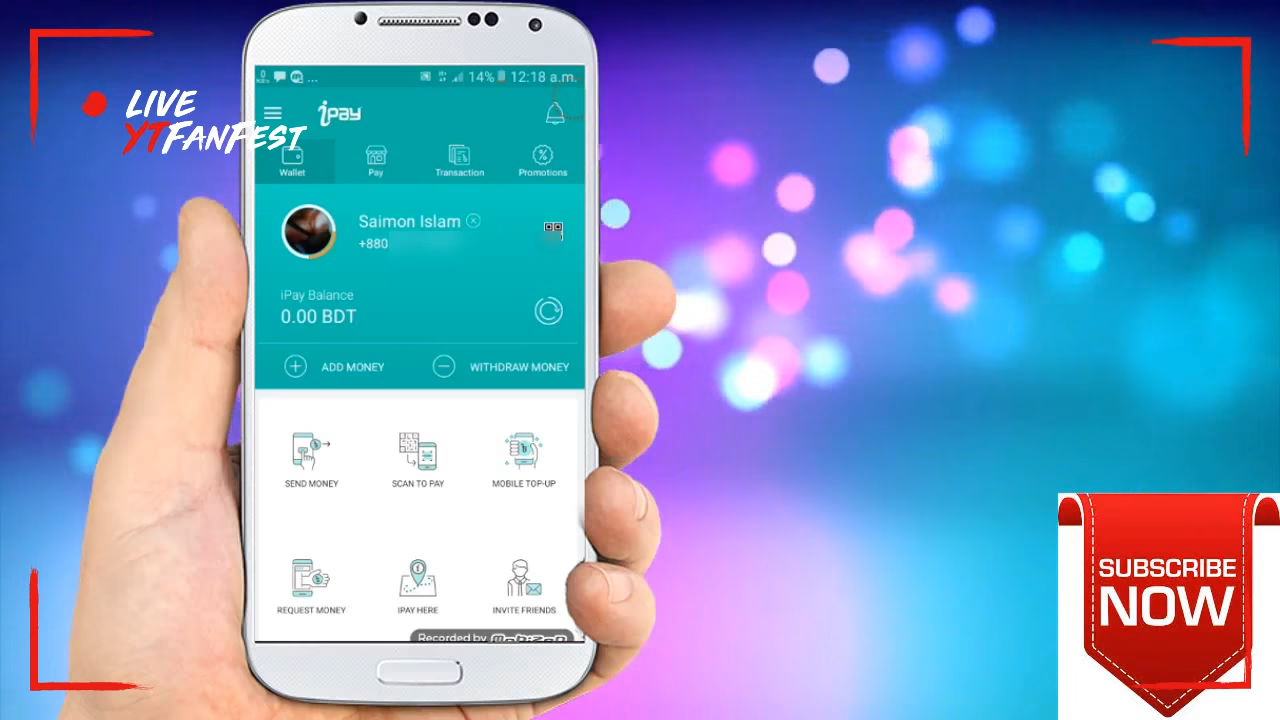 LIVE
YTFANFEST
14% 12:18 a.m.
ipay
Wallet
Pay
Transaction
Promotions
Saimon Islam
+880
iPay Balance
0.00 BDT
ADD MONEY
WITHDRAW MONEY
SEND MONEY
SCAN TO PAY
MOBILE TOP-UP
REQUEST MONEY
IPAY HERE
INVITE FRIENDS
Recorded by
SUBSCRIBE
NOW